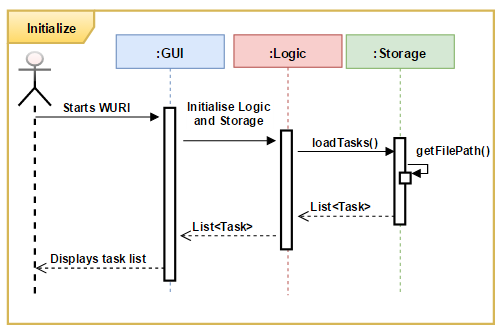 Initialize
:GUI
:Logic
:Storage
Starts WURI
Initialise Logic
and Storage
loadTasks()
getFilePath()
List<Task>
List<Task>
Displays task list